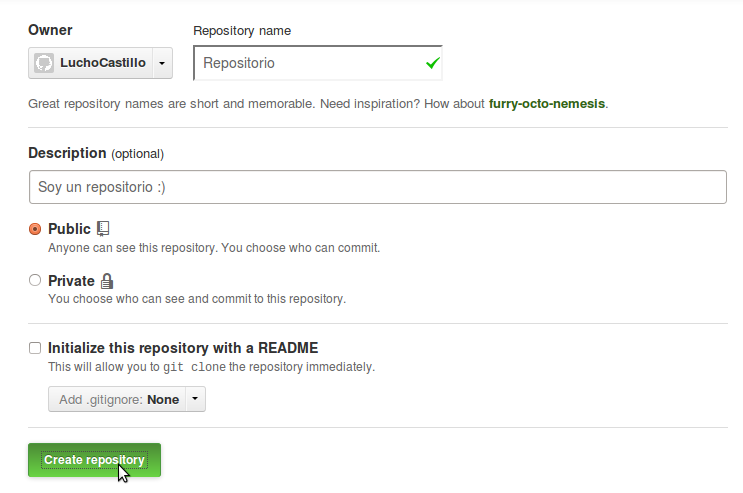 Owner
Repository name
LuchoCastillo
Repositorio
Great repository names are short and memorable. Need inspiration? How about furry-octo-nemesis.
Description (optional)
Soy un repositorio :)
Public
Anyone can see this repository. You choose who can commit.
Private
You choose who can see and commit to this repository.
Initialize this repository with a README
This will allow you to git clone the repository immediately.
Add .gitignore: None
Create repository